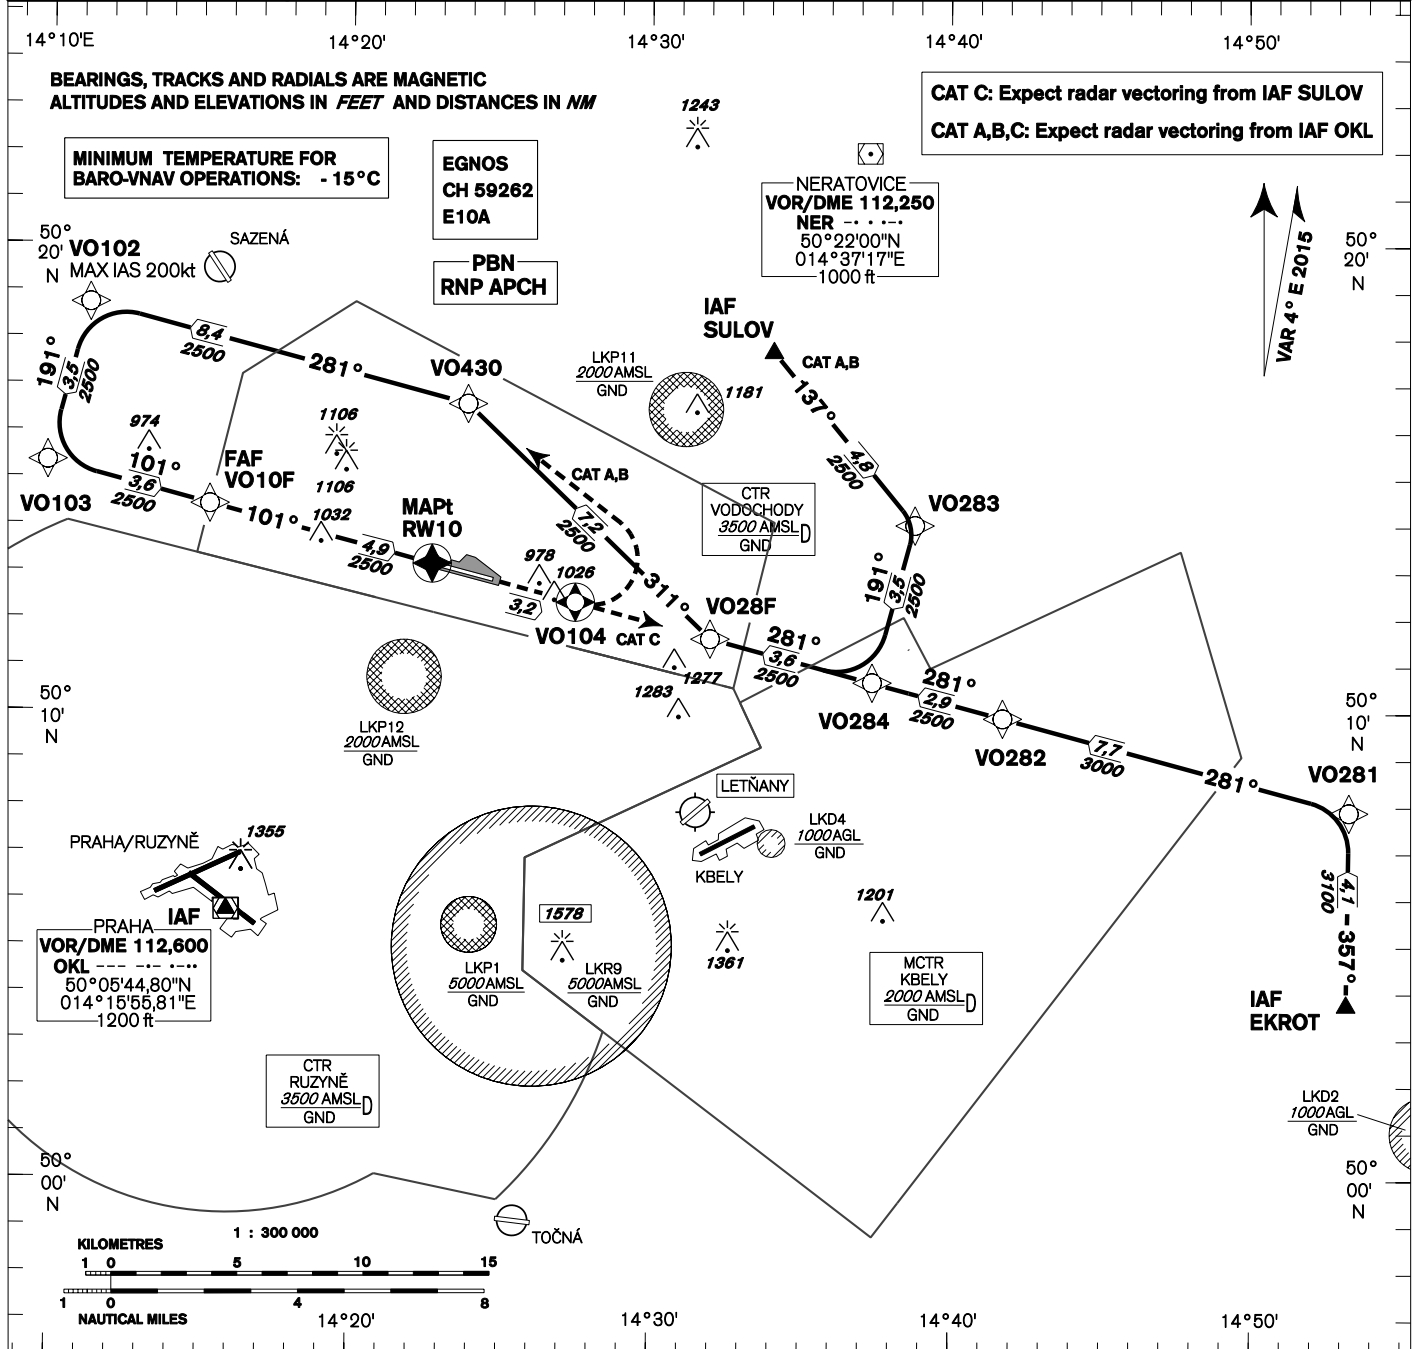 14°10'E
14°20'
14°30'
14°40'
14°50'
BEARINGS, TRACKS AND RADIALS ARE MAGNETIC
ALTITUDES AND ELEVATIONS IN FEET AND DISTANCES IN NM
CAT C: Expect radar vectoring from IAF SULOV
CAT A,B,C: Expect radar vectoring from IAF OKL
MINIMUM TEMPERATURE FOR
BARO-VNAV OPERATIONS: - 15°C
EGNOS
CH 59262
E10A
PBN
RNP APCH
1243
NERATOVICE
VOR/DME 112,250
NER -· · ·-·
50°22'00"N
014°37'17"E
1000 ft
VAR 4° E 2015
50°
20'
N
50°
20'
N
VO102
MAX IAS 200kt
SAZENÁ
IAF
SULOV
CAT A,B
137°
4,8
2500
8,4
2500
281°
VO430
LKP11
2000 AMSL
GND
1181
191°
3,5
2500
974
1106
1106
101°
3,6
2500
VO103
FAF
VO10F
101°
1032
4,9
2500
MAPt
RW10
CAT A,B
7,2
2500
311°
978
1026
3,2
VO104
CAT C
CTR
VODOCHODY
3500 AMSL
D
GND
VO283
191°
3,5
2500
VO28F
281°
3,6
2500
1277
1283
VO284
281°
2,9
2500
VO282
7,7
3000
281°
VO281
4,1
3100
357°
IAF
EKROT
50°
10'
N
50°
10'
N
LKP12
2000 AMSL
GND
LETŇANY
KBELY
LKD4
1000 AGL
GND
PRAHA/RUZYNĚ
1355
IAF
PRAHA
VOR/DME 112,600
OKL --- -·- ·-··
50°05'44,80"N
014°15'55,81"E
1200 ft
1578
LKP1
5000 AMSL
GND
LKR9
5000 AMSL
GND
1361
1201
MCTR
KBELY
2000 AMSL
D
GND
CTR
RUZYNĚ
3500 AMSL
D
GND
LKD2
1000 AGL
GND
50°
00'
N
50°
00'
N
TOČNÁ
1 : 300 000
KILOMETRES
1 0 5 10 15
1 0 4 8
NAUTICAL MILES
14°20'
14°30'
14°40'
14°50'